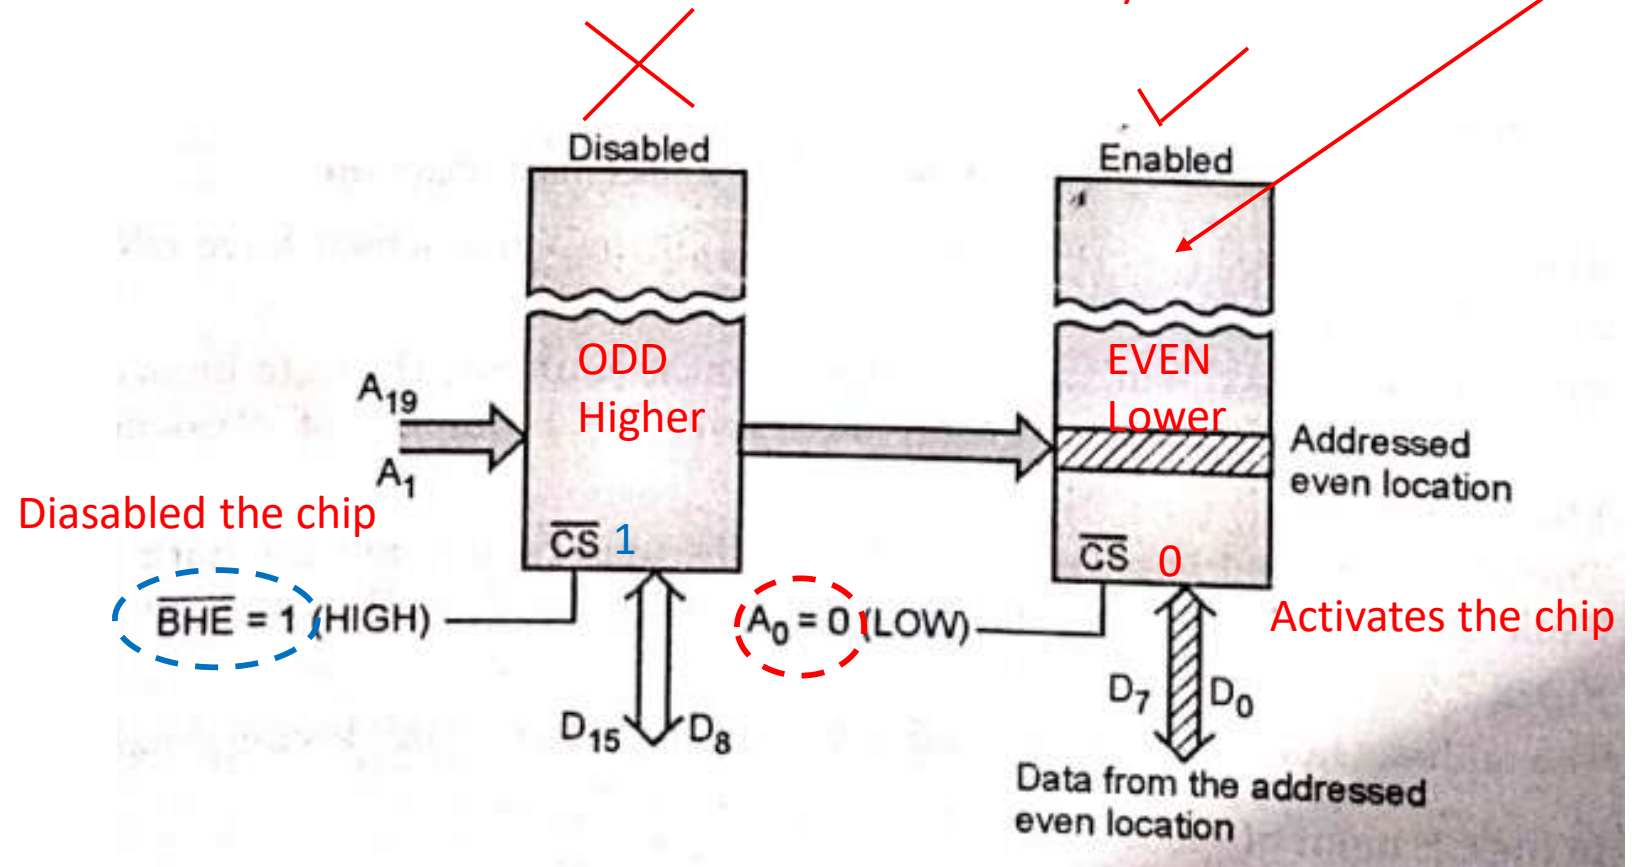 Disabled
Enabled
ODD
Higher
EVEN
Lower
A19
A1
Addressed
even location
Diasabled the chip
CS 1
CS 0
BHE = 1 (HIGH)
A0 = 0 (LOW)
Activates the chip
D15 D8
D7 D0
Data from the addressed
even location